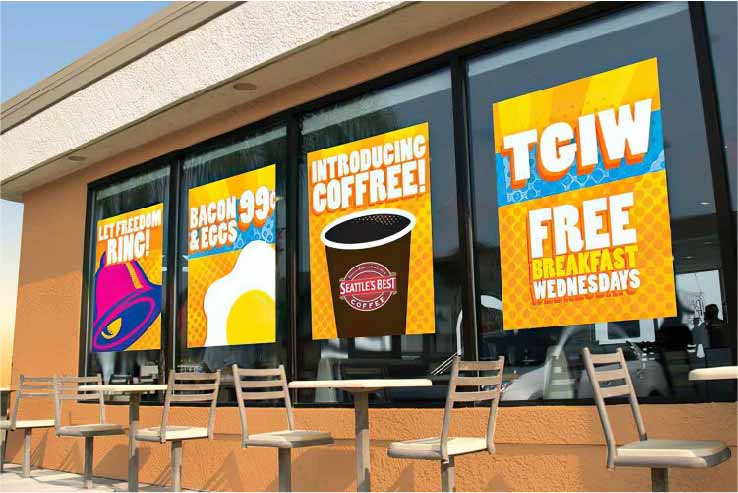 LET FREEDOM
RING!
BACON 99¢
& EGGS
INTRODUCING
COFFREE!
SEATTLE'S BEST
COFFEE
TGIW
FREE
BREAKFAST
WEDNESDAYS